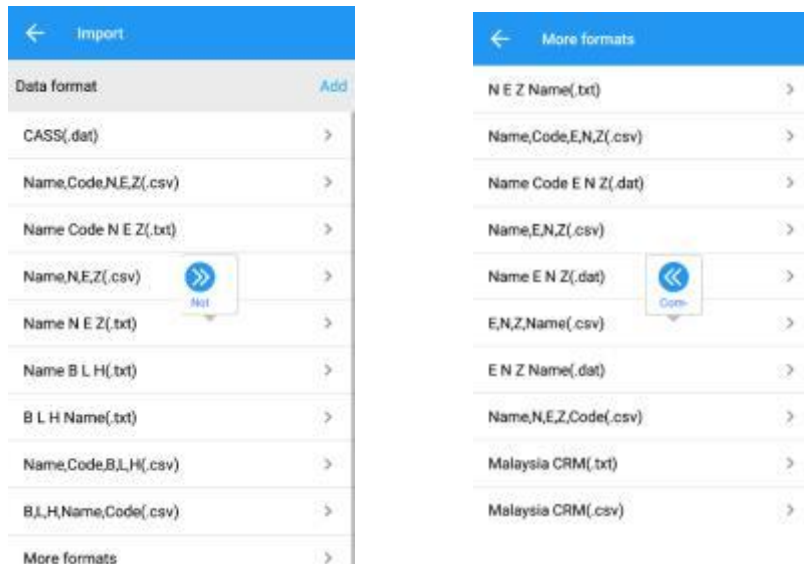 Import
Data format
Add
CASS(.dat)
Name,Code,N,E,Z(.csv)
Name Code N E Z(.txt)
Name,N,E,Z(.csv)
Not
Name N E Z(.txt)
Name B L H(.txt)
B L H Name(.txt)
Name,Code,B,L,H(.csv)
B,L,H,Name,Code(.csv)
More formats
More formats
N E Z Name(.txt)
Name,Code,E,N,Z(.csv)
Name Code E N Z(.dat)
Name,E,N,Z(.csv)
Name E N Z(.dat)
Com-
E,N,Z,Name(.csv)
E N Z Name(.dat)
Name,N,E,Z,Code(.csv)
Malaysia CRM(.txt)
Malaysia CRM(.csv)